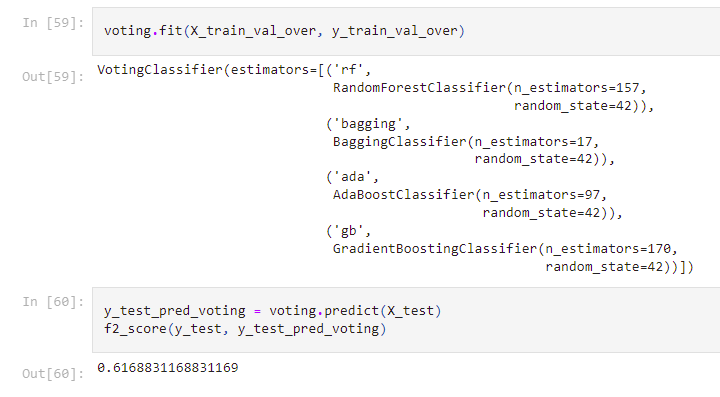 In [59]:
voting.fit(X_train_val_over, y_train_val_over)
Out[59]:
VotingClassifier(estimators=[('rf',
RandomForestClassifier(n_estimators=157,
random_state=42)),
('bagging',
BaggingClassifier(n_estimators=17,
random_state=42)),
('ada',
AdaBoostClassifier(n_estimators=97,
random_state=42)),
('gb',
GradientBoostingClassifier(n_estimators=170,
random_state=42))])
In [60]:
y_test_pred_voting = voting.predict(X_test)
f2_score(y_test, y_test_pred_voting)
Out[60]:
0.6168831168831169